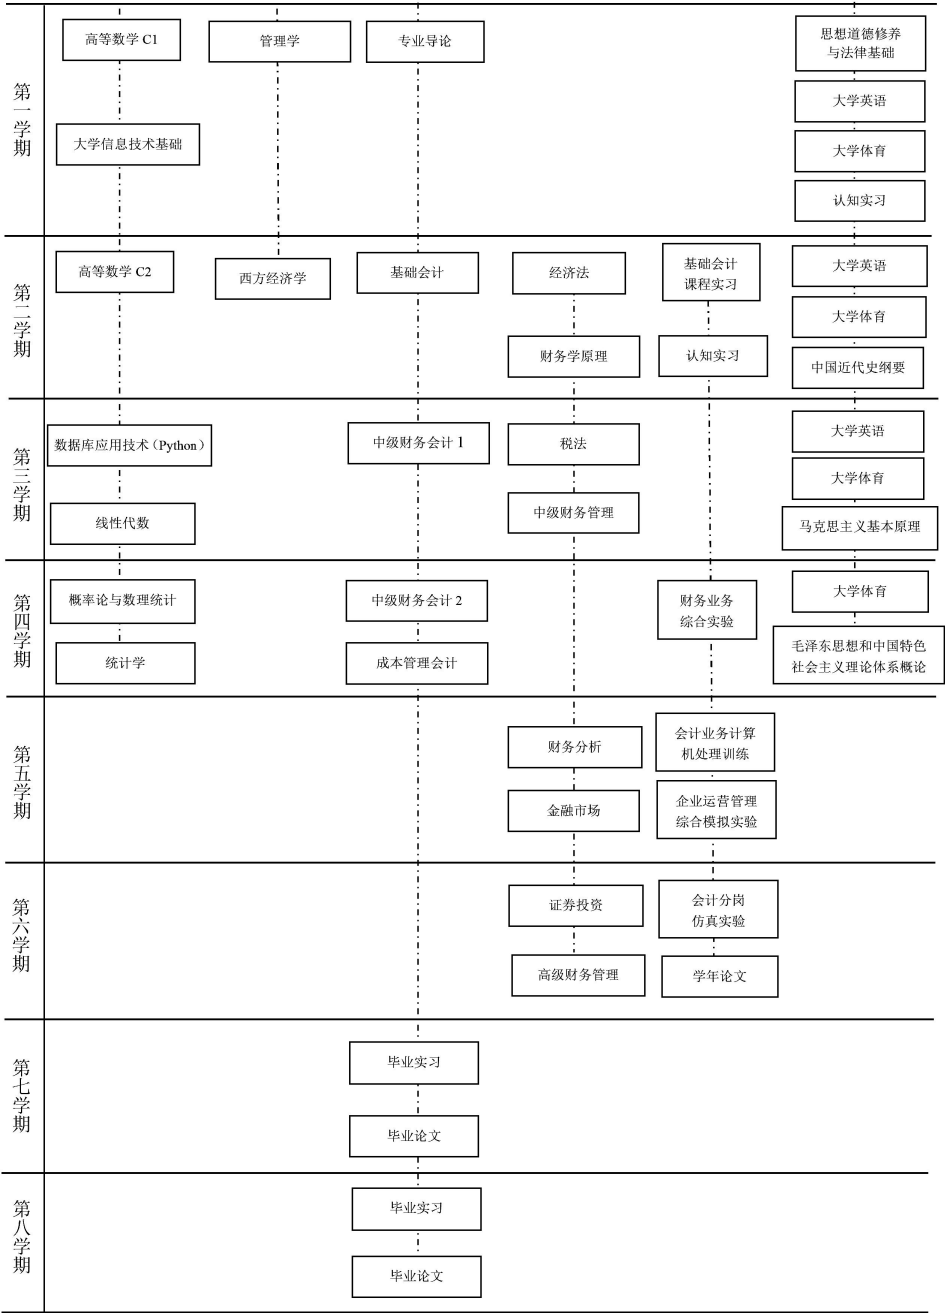 第一学期
高等数学 C1
管理学
专业导论
思想道德修养
与法律基础
大学英语
大学信息技术基础
大学体育
认知实习
第二学期
高等数学 C2
西方经济学
基础会计
经济法
基础会计
课程实习
大学英语
大学体育
财务学原理
认知实习
中国近代史纲要
第三学期
数据库应用技术（Python）
中级财务会计 1
税法
大学英语
大学体育
线性代数
中级财务管理
马克思主义基本原理
第四学期
概率论与数理统计
中级财务会计 2
财务业务
综合实验
大学体育
统计学
成本管理会计
毛泽东思想和中国特色
社会主义理论体系概论
第五学期
财务分析
会计业务计算
机处理训练
金融市场
企业运营管理
综合模拟实验
第六学期
证券投资
会计分岗
仿真实验
高级财务管理
学年论文
第七学期
毕业实习
毕业论文
第八学期
毕业实习
毕业论文